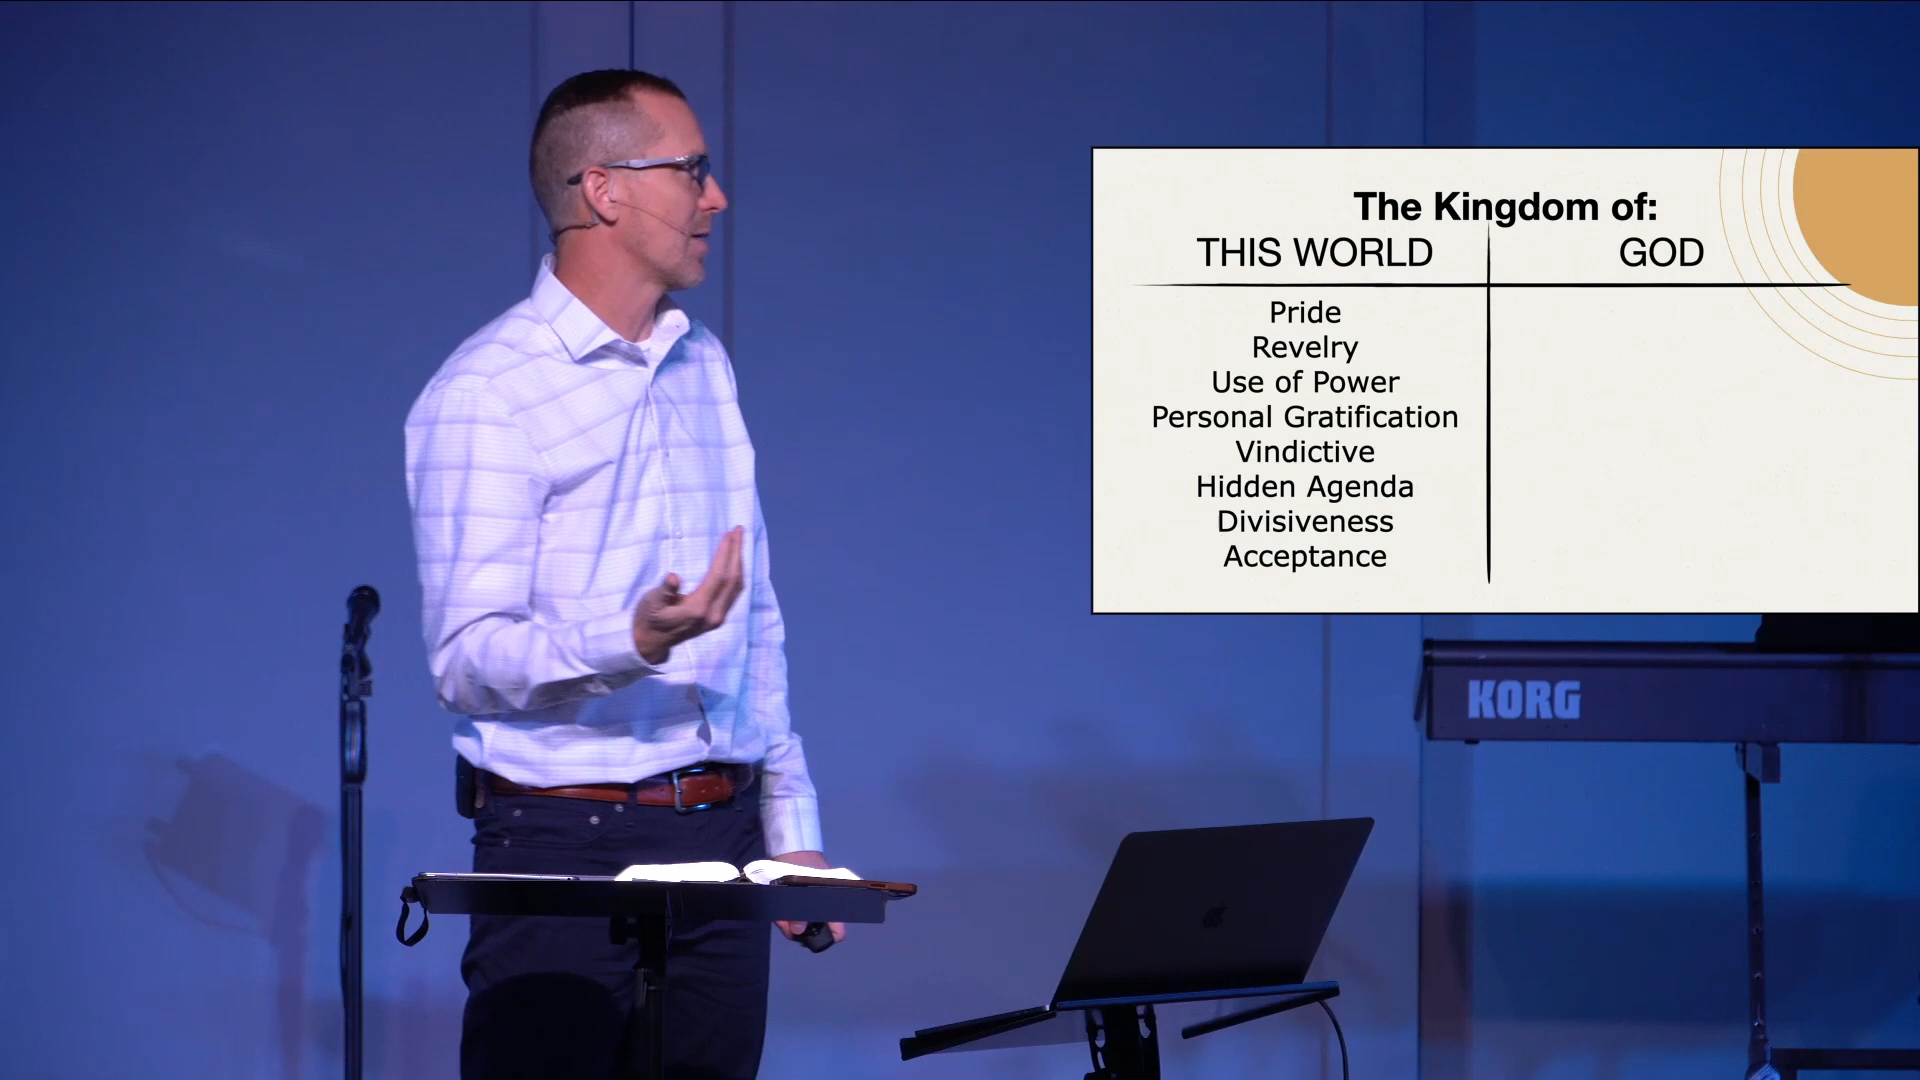 The Kingdom of:
THIS WORLD GOD
Pride
Revelry
Use of Power
Personal Gratification
Vindictive
Hidden Agenda
Divisiveness
Acceptance
KORG